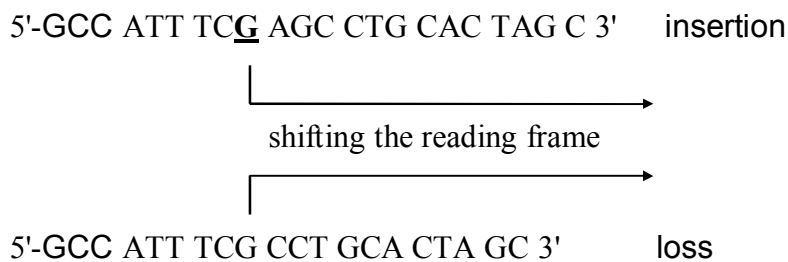 5'-GCC ATT TCG AGC CTG CAC TAG C 3' insertion
shifting the reading frame
5'-GCC ATT TCG CCT GCA CTA GC 3' loss